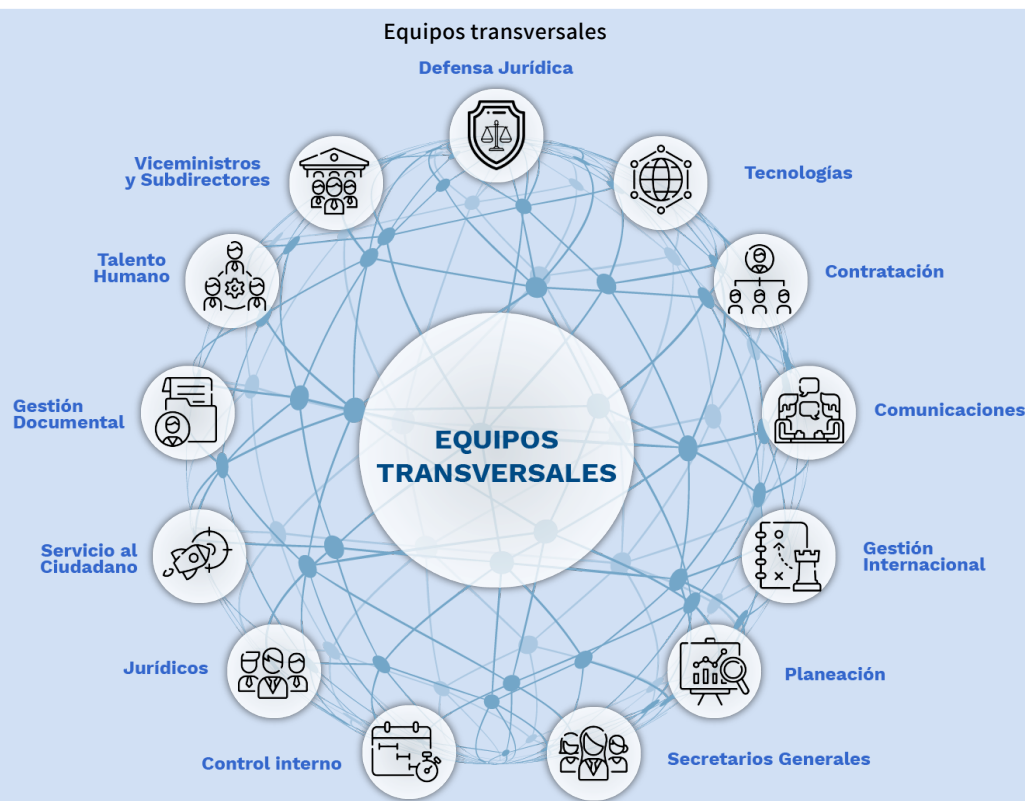 Equipos transversales
Defensa Jurídica
Tecnologías
Contratación
Comunicaciones
Gestión
Internacional
Planeación
Secretarios Generales
Control interno
Jurídicos
Servicio al
Ciudadano
Gestión
Documental
Talento
Humano
Viceministros
y Subdirectores
EQUIPOS
TRANSVERSALES